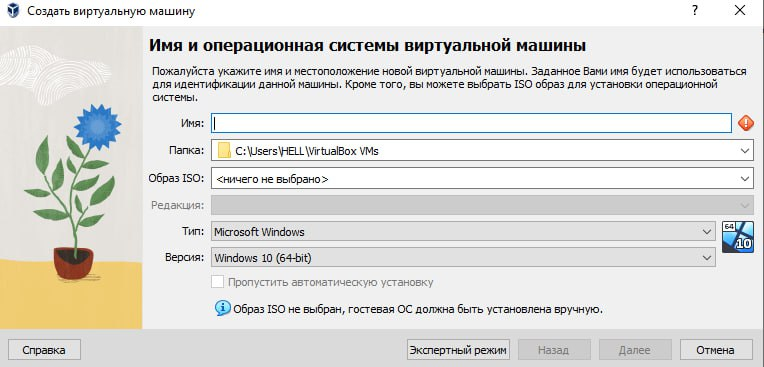 Создать виртуальную машину
Имя и операционная системы виртуальной машины
Пожалуйста укажите имя и местоположение новой виртуальной машины. Заданное Вами имя будет использоваться
для идентификации данной машины. Кроме того, вы можете выбрать ISO образ для установки операционной
системы.
Имя:
Папка: C:\Users\HELL\VirtualBox VMs
Образ ISO: <ничего не выбрано>
Редакция:
Тип: Microsoft Windows
64
10
Версия: Windows 10 (64-bit)
Пропустить автоматическую установку
Образ ISO не выбран, гостевая ОС должна быть установлена вручную.
Справка Экспертный режим Назад Далее Отмена